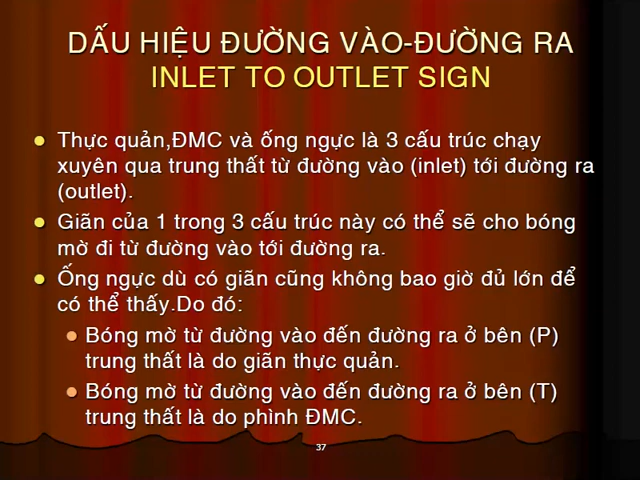 DẤU HIỆU ĐƯỜNG VÀO-ĐƯỜNG RA
INLET TO OUTLET SIGN
Thực quản,ĐMC và ống ngực là 3 cấu trúc chạy
xuyên qua trung thất từ đường vào (inlet) tới đường ra
(outlet).
Giãn của 1 trong 3 cấu trúc này có thể sẽ cho bóng
mờ đi từ đường vào tới đường ra.
Ống ngực dù có giãn cũng không bao giờ đủ lớn để
có thể thấy.Do đó:
Bóng mờ từ đường vào đến đường ra ở bên (P)
trung thất là do giãn thực quản.
Bóng mờ từ đường vào đến đường ra ở bên (T)
trung thất là do phình ĐMC.
37